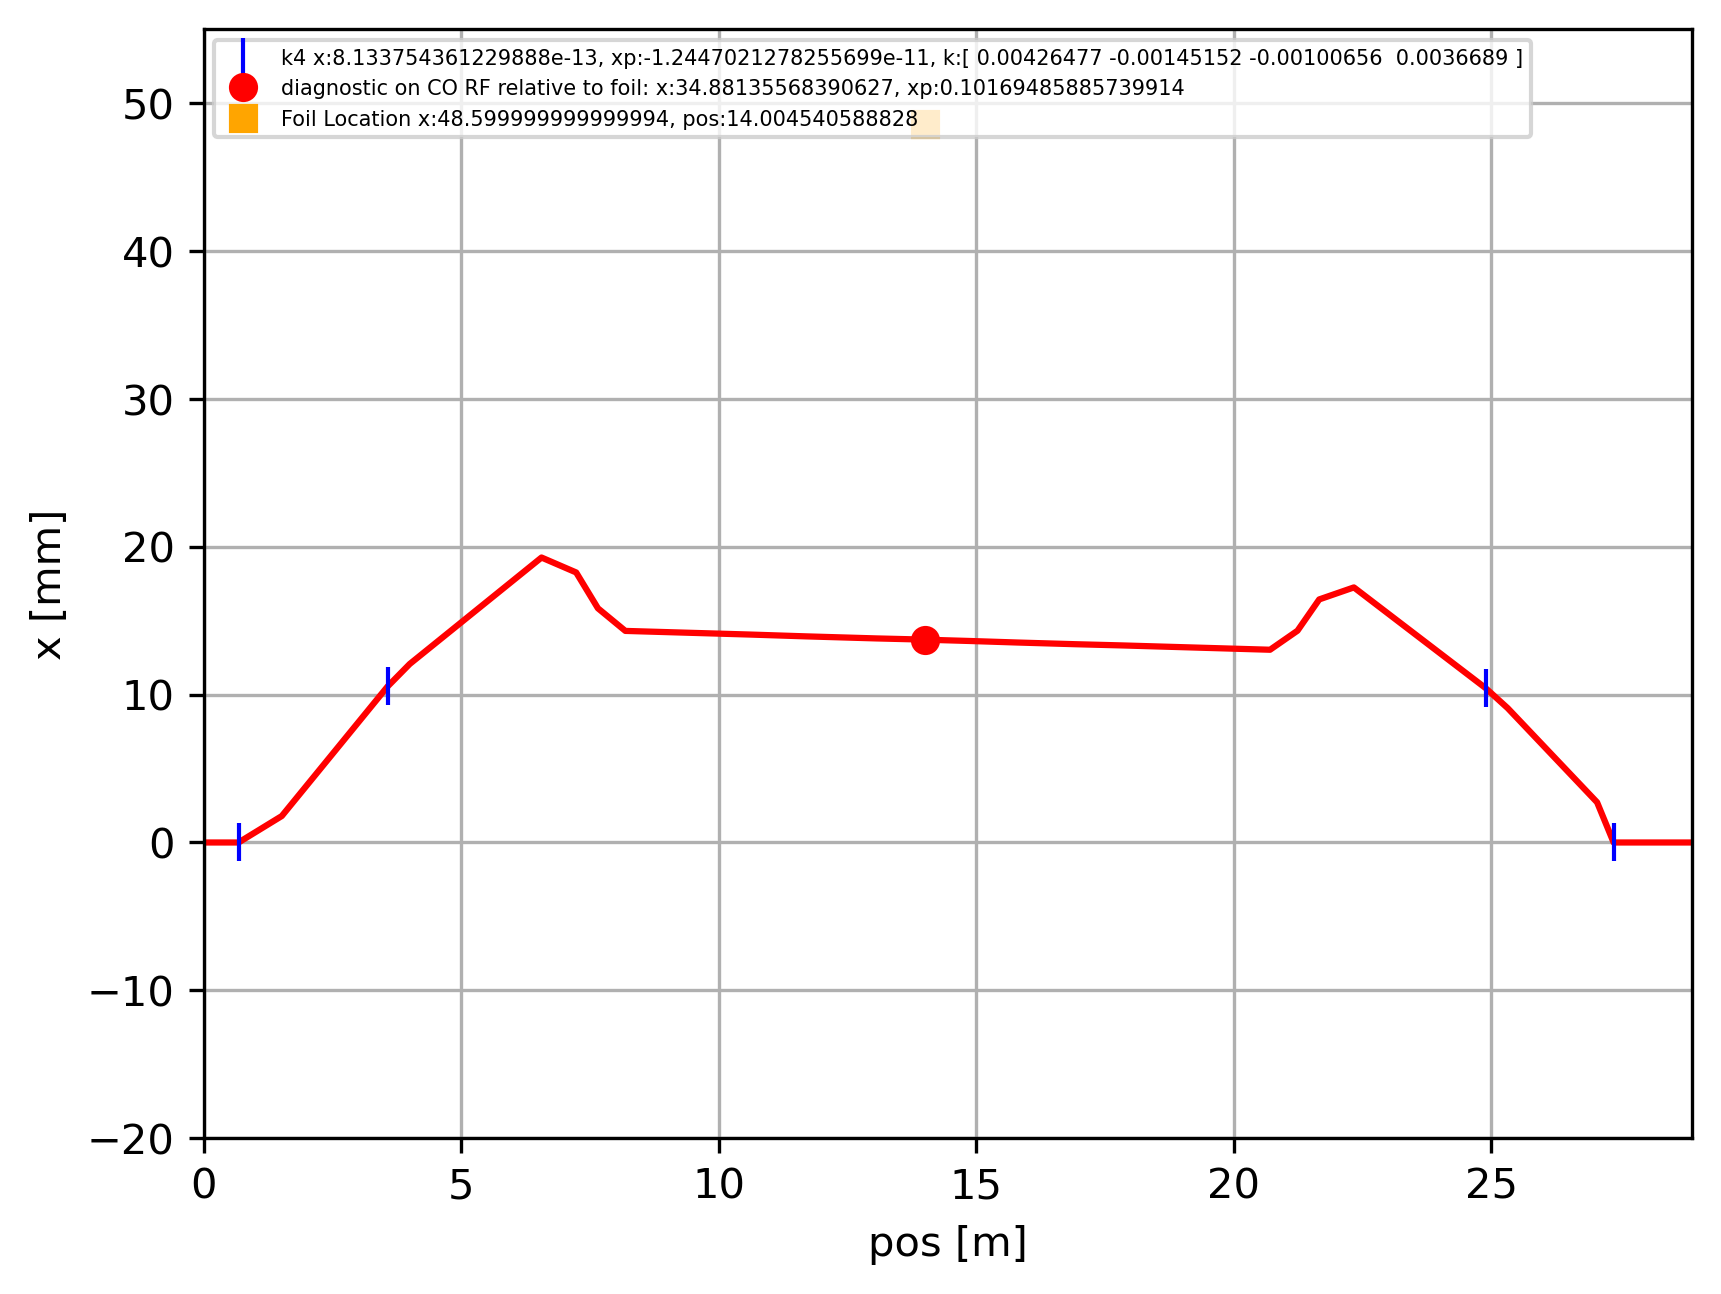 k4 x:8.133754361229888e-13, xp:-1.2447021278255699e-11, k:[ 0.00426477 -0.00145152 -0.00100656  0.0036689 ]
diagnostic on CO RF relative to foil: x:34.88135568390627, xp:0.10169485885739914
Foil Location x:48.599999999999994, pos:14.004540588828
50
40
30
20
10
0
−10
−20
x [mm]
0 5 10 15 20 25
pos [m]